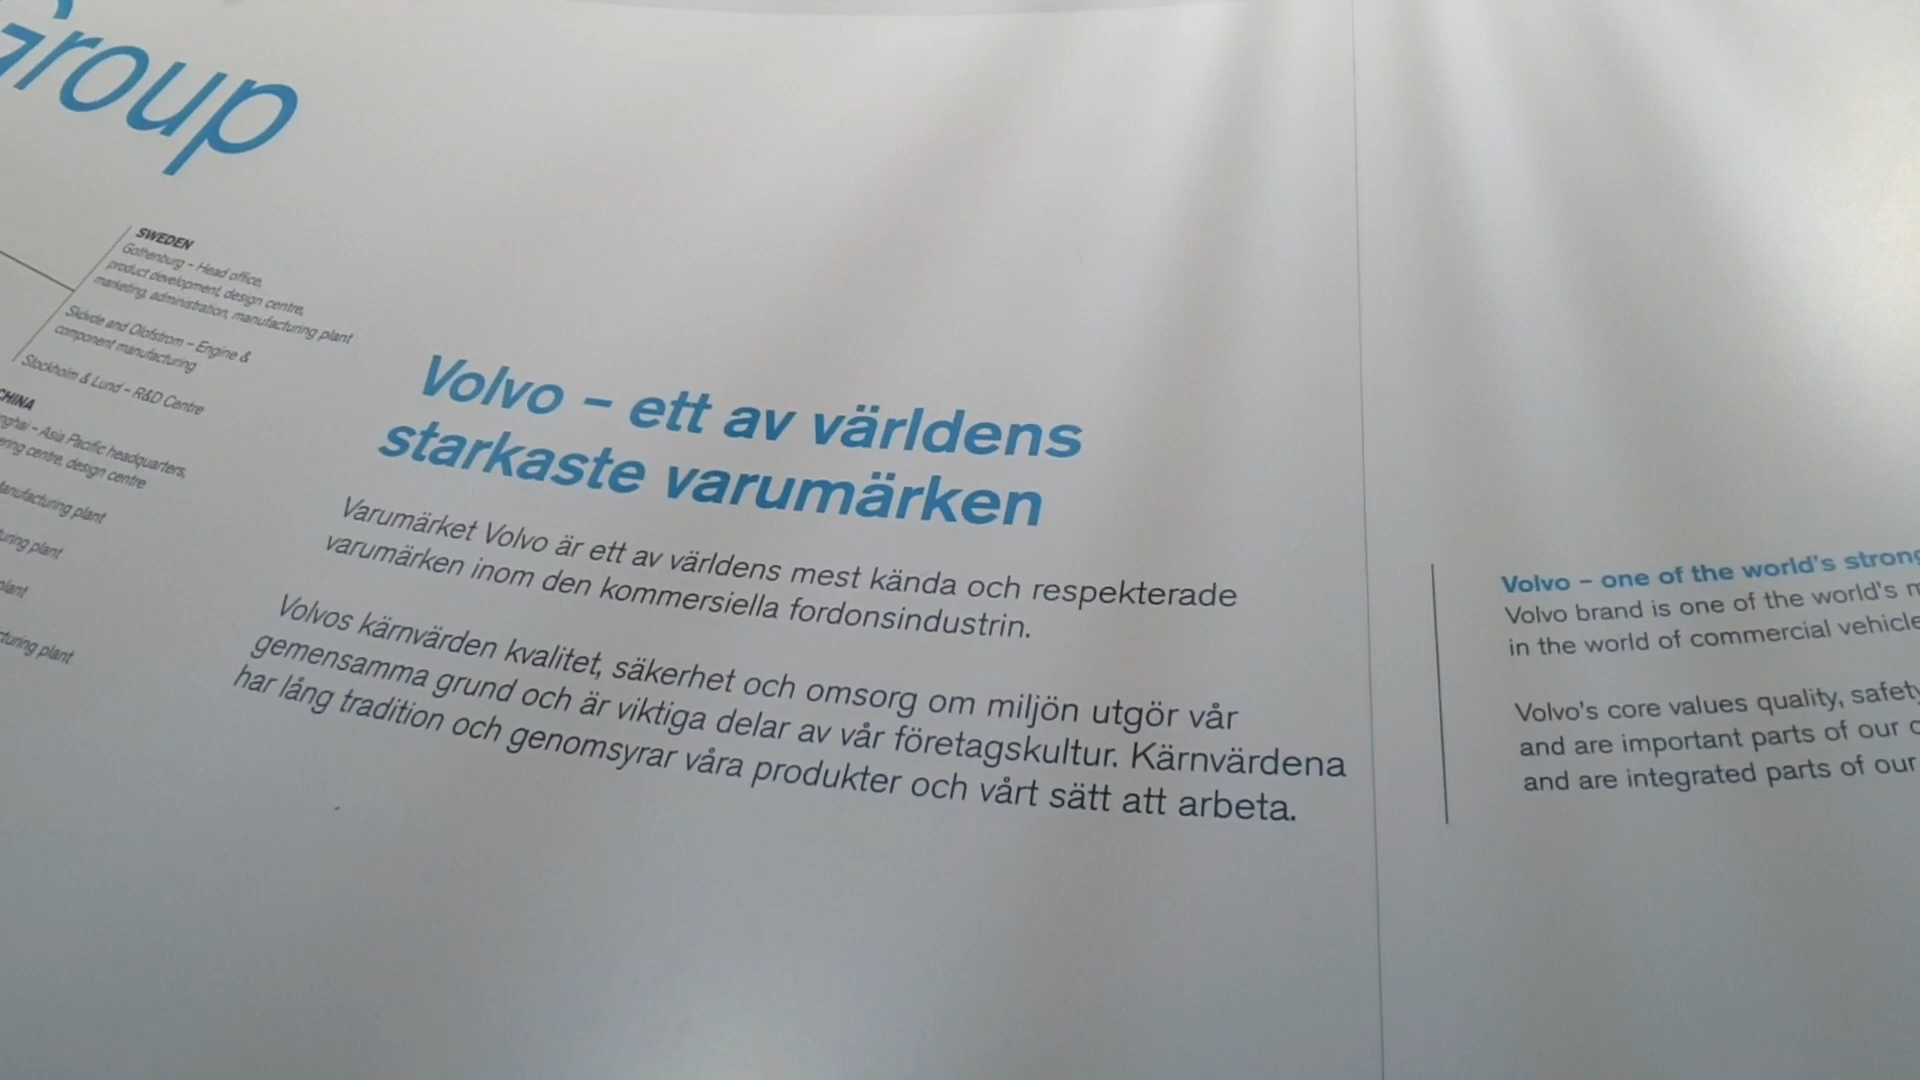 Group
SWEDEN
Gothenburg – Head office,
product development, design centre,
marketing, administration, manufacturing plant
Skövde and Olofstrom – Engine &
component manufacturing
Stockholm & Lund – R&D Centre
CHINA
Asia Pacific headquarters,
centre, design centre
Manufacturing plant
plant
plant
plant
Volvo – ett av världens
starkaste varumärken
Varumärket Volvo är ett av världens mest kända och respekterade
varumärken inom den kommersiella fordonsindustrin.
Volvos kärnvärden kvalitet, säkerhet och omsorg om miljön utgör vår
gemensamma grund och är viktiga delar av vår företagskultur. Kärnvärdena
har lång tradition och genomsyrar våra produkter och vårt sätt att arbeta.
Volvo – one of the world's
Volvo brand is one of the world's
in the world of commercial
Volvo's core values quality, safety
and are important parts of our
and are integrated parts of our